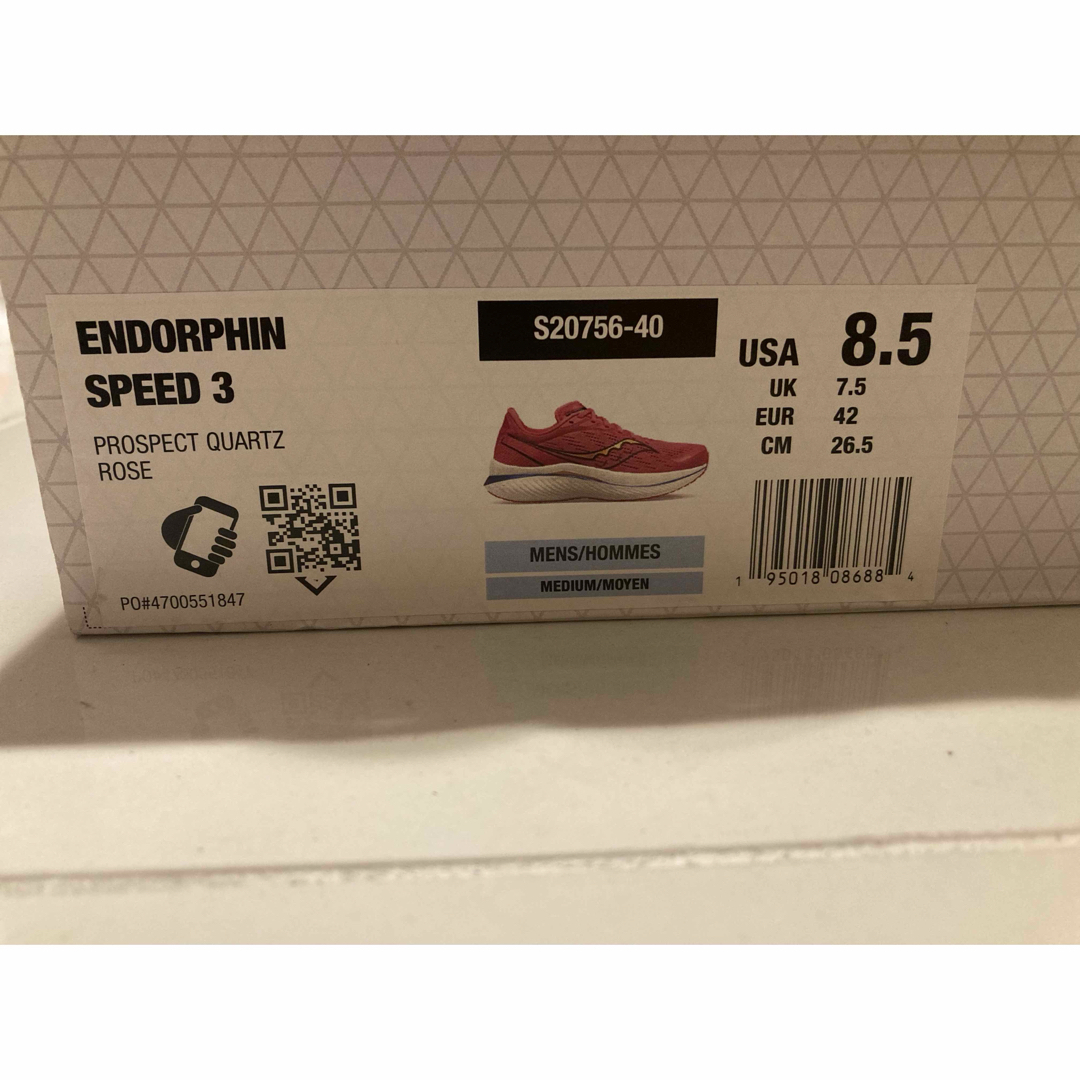 ENDORPHIN
SPEED 3
PROSPECT QUARTZ
ROSE
PO#4700551847
S20756-40
MENS/HOMMES
MEDIUM/MOYEN
USA 8.5
UK 7.5
EUR 42
CM 26.5
1 95018 08688 4